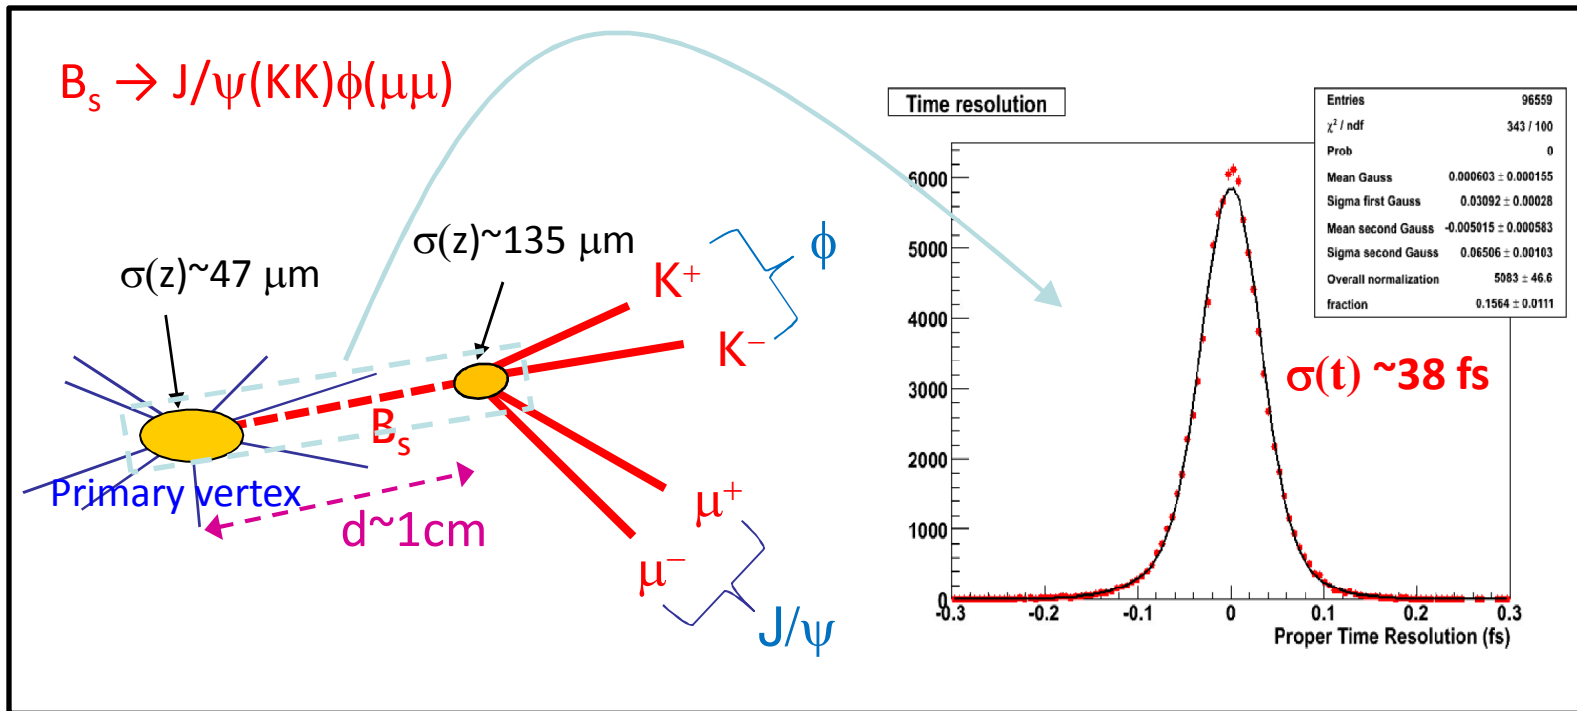 B_s → J/ψ(KK)ϕ(μμ)
σ(z)~47 μm
σ(z)~135 μm
K⁺
K⁻
ϕ
B_s
Primary vertex
d~1cm
μ⁺
μ⁻
J/ψ
Time resolution
Entries 96559
χ² / ndf 343 / 100
Prob 0
Mean Gauss 0.000603 ± 0.000155
Sigma first Gauss 0.03092 ± 0.00028
Mean second Gauss -0.005015 ± 0.000583
Sigma second Gauss 0.06506 ± 0.00103
Overall normalization 5083 ± 46.6
fraction 0.1564 ± 0.0111
σ(t) ~38 fs
6000
5000
4000
3000
2000
1000
0
-0.3 -0.2 -0.1 0 0.1 0.2 0.3
Proper Time Resolution (fs)